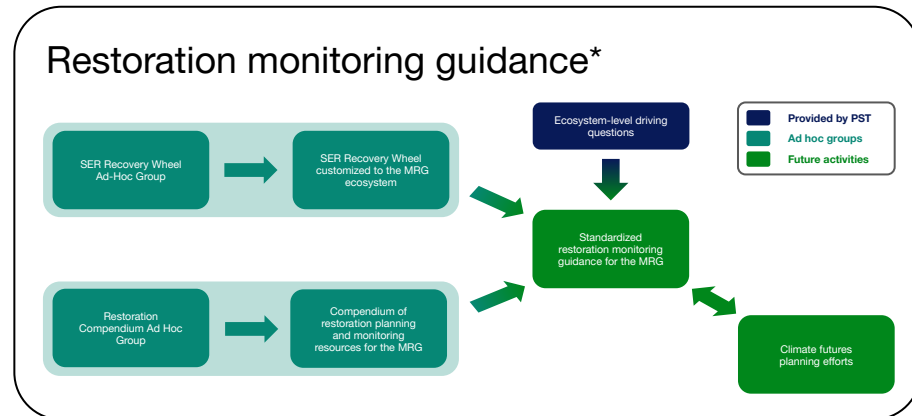 Restoration monitoring guidance*
SER Recovery Wheel
Ad-Hoc Group
SER Recovery Wheel
customized to the MRG
ecosystem
Ecosystem-level driving
questions
Provided by PST
Ad hoc groups
Future activities
Standardized
restoration monitoring
guidance for the MRG
Restoration
Compendium Ad Hoc
Group
Compendium of
restoration planning
and monitoring
resources for the MRG
Climate futures
planning efforts